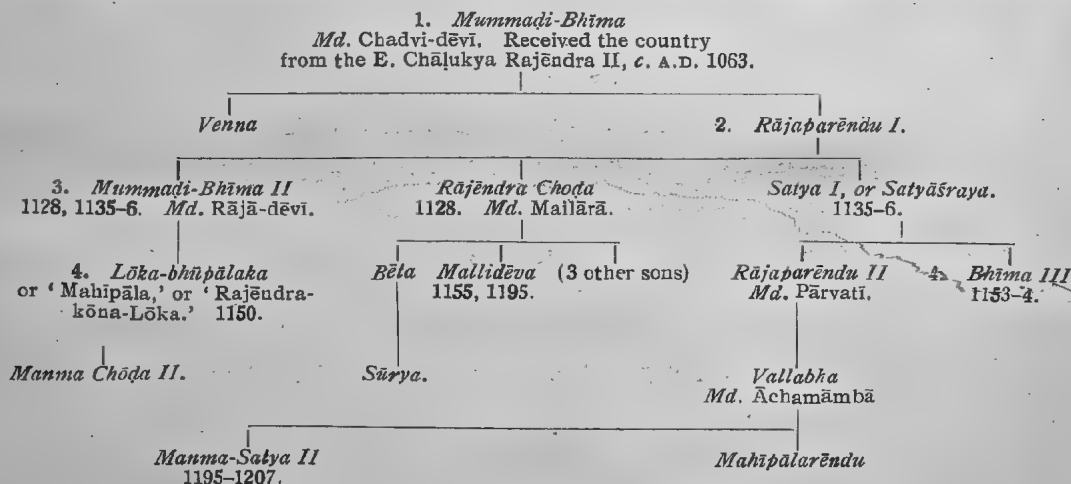 1. Mummaḍi-Bhīma
Md. Chadvi-dēvī. Received the country
from the E. Chāḷukya Rajēndra II, c. A.D. 1063.
Venna 2. Rājaparēndu I.
3. Mummaḍi-Bhīma II Rājēndra Choḍa Satya I, or Satyāśraya.
1128, 1135–6. Md. Rājā-dēvī. 1128. Md. Mailārā. 1135–6.
4. Lōka-bhūpālaka Bēta Mallidēva (3 other sons) Rājaparēndu II 4. Bhīma III
or ‘Mahīpāla,’ or ‘Rajēndra- 1155, 1195. Md. Pārvatī. 1153–4.
kōna-Lōka.’ 1150.
Manma Chōḍa II. Sūrya. Vallabha
Md. Āchamāmbā
Manma-Satya II Mahīpālarēndu
1195–1207.